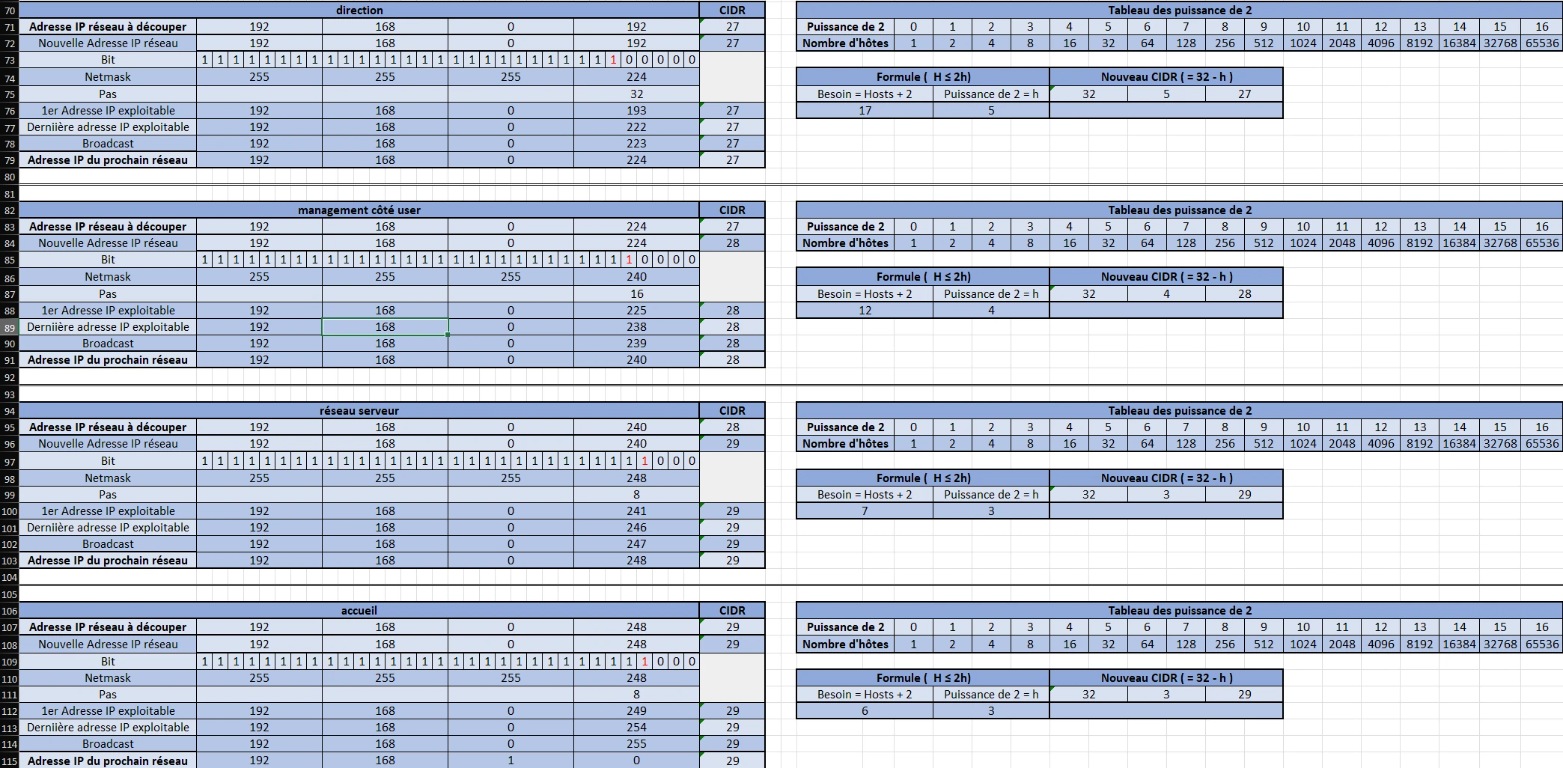 70 direction CIDR Tableau des puissance de 2
71 Adresse IP réseau à découper 192 168 0 192 27 Puissance de 2 0 1 2 3 4 5 6 7 8 9 10 11 12 13 14 15 16
72 Nouvelle Adresse IP réseau 192 168 0 192 27 Nombre d'hôtes 1 2 4 8 16 32 64 128 256 512 1024 2048 4096 8192 16384 32768 65536
73 Bit 1 1 1 1 1 1 1 1 1 1 1 1 1 1 1 1 1 1 1 1 1 1 1 1 1 1 1 0 0 0 0 0
74 Netmask 255 255 255 224 Formule ( H ≤ 2h) Nouveau CIDR ( = 32 - h )
75 Pas 32 Besoin = Hosts + 2 Puissance de 2 = h 32 5 27
76 1er Adresse IP exploitable 192 168 0 193 27 17 5
77 Derniière adresse IP exploitable 192 168 0 222 27
78 Broadcast 192 168 0 223 27
79 Adresse IP du prochain réseau 192 168 0 224 27
80
81
82 management côté user CIDR Tableau des puissance de 2
83 Adresse IP réseau à découper 192 168 0 224 27 Puissance de 2 0 1 2 3 4 5 6 7 8 9 10 11 12 13 14 15 16
84 Nouvelle Adresse IP réseau 192 168 0 224 28 Nombre d'hôtes 1 2 4 8 16 32 64 128 256 512 1024 2048 4096 8192 16384 32768 65536
85 Bit 1 1 1 1 1 1 1 1 1 1 1 1 1 1 1 1 1 1 1 1 1 1 1 1 1 1 1 1 0 0 0 0
86 Netmask 255 255 255 240 Formule ( H ≤ 2h) Nouveau CIDR ( = 32 - h )
87 Pas 16 Besoin = Hosts + 2 Puissance de 2 = h 32 4 28
88 1er Adresse IP exploitable 192 168 0 225 28 12 4
89 Derniière adresse IP exploitable 192 168 0 238 28
90 Broadcast 192 168 0 239 28
91 Adresse IP du prochain réseau 192 168 0 240 28
92
93
94 réseau serveur CIDR Tableau des puissance de 2
95 Adresse IP réseau à découper 192 168 0 240 28 Puissance de 2 0 1 2 3 4 5 6 7 8 9 10 11 12 13 14 15 16
96 Nouvelle Adresse IP réseau 192 168 0 240 29 Nombre d'hôtes 1 2 4 8 16 32 64 128 256 512 1024 2048 4096 8192 16384 32768 65536
97 Bit 1 1 1 1 1 1 1 1 1 1 1 1 1 1 1 1 1 1 1 1 1 1 1 1 1 1 1 1 1 0 0 0
98 Netmask 255 255 255 248 Formule ( H ≤ 2h) Nouveau CIDR ( = 32 - h )
99 Pas 8 Besoin = Hosts + 2 Puissance de 2 = h 32 3 29
100 1er Adresse IP exploitable 192 168 0 241 29 7 3
101 Derniière adresse IP exploitable 192 168 0 246 29
102 Broadcast 192 168 0 247 29
103 Adresse IP du prochain réseau 192 168 0 248 29
104
105
106 accueil CIDR Tableau des puissance de 2
107 Adresse IP réseau à découper 192 168 0 248 29 Puissance de 2 0 1 2 3 4 5 6 7 8 9 10 11 12 13 14 15 16
108 Nouvelle Adresse IP réseau 192 168 0 248 29 Nombre d'hôtes 1 2 4 8 16 32 64 128 256 512 1024 2048 4096 8192 16384 32768 65536
109 Bit 1 1 1 1 1 1 1 1 1 1 1 1 1 1 1 1 1 1 1 1 1 1 1 1 1 1 1 1 1 0 0 0
110 Netmask 255 255 255 248 Formule ( H ≤ 2h) Nouveau CIDR ( = 32 - h )
111 Pas 8 Besoin = Hosts + 2 Puissance de 2 = h 32 3 29
112 1er Adresse IP exploitable 192 168 0 249 29 6 3
113 Derniière adresse IP exploitable 192 168 0 254 29
114 Broadcast 192 168 0 255 29
115 Adresse IP du prochain réseau 192 168 1 0 29